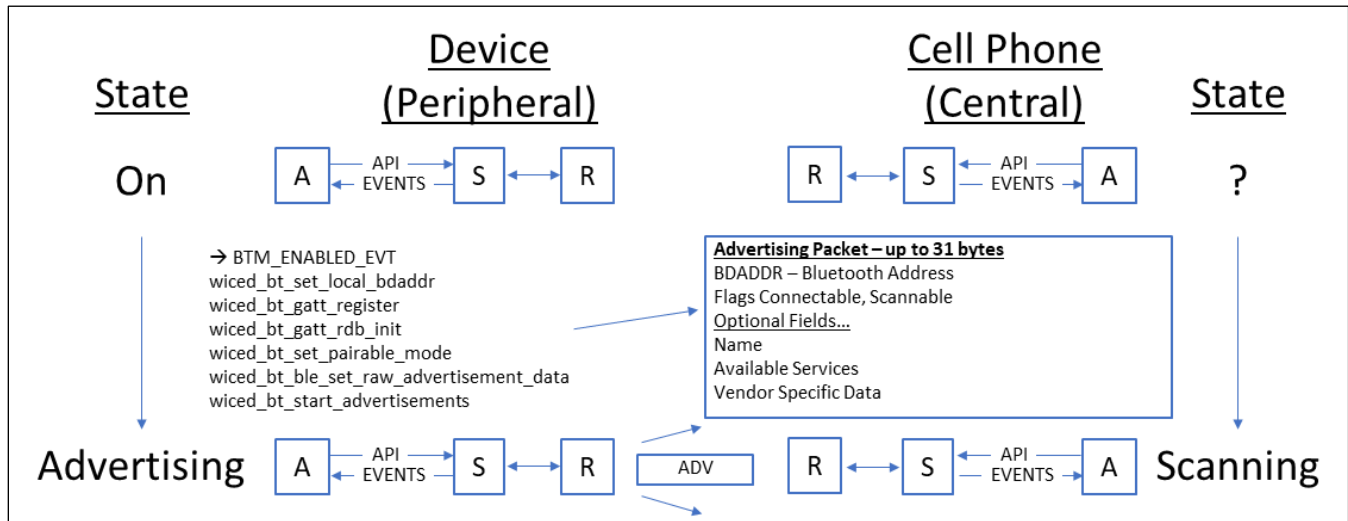 State
Device
(Peripheral)
Cell Phone
(Central)
State
On
A
API
EVENTS
S
R
R
S
API
EVENTS
A
?
→ BTM_ENABLED_EVT
wiced_bt_set_local_bdaddr
wiced_bt_gatt_register
wiced_bt_gatt_rdb_init
wiced_bt_set_pairable_mode
wiced_bt_ble_set_raw_advertisement_data
wiced_bt_start_advertisements
Advertising Packet – up to 31 bytes
BDADDR – Bluetooth Address
Flags Connectable, Scannable
Optional Fields...
Name
Available Services
Vendor Specific Data
Advertising
A
API
EVENTS
S
R
ADV
R
S
API
EVENTS
A
Scanning